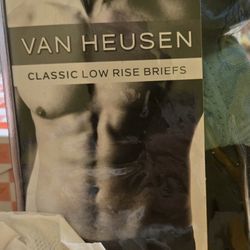 VAN HEUSEN
CLASSIC LOW RISE BRIEFS